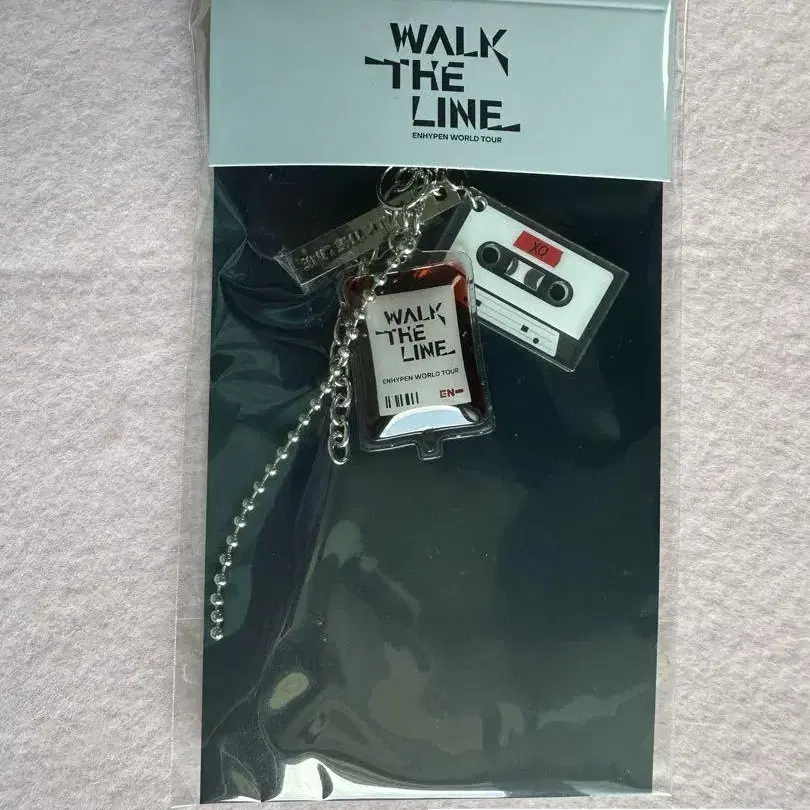 WALK
THE
LINE
ENHYPEN WORLD TOUR
XO
WALK
THE
LINE
ENHYPEN WORLD TOUR
EN-